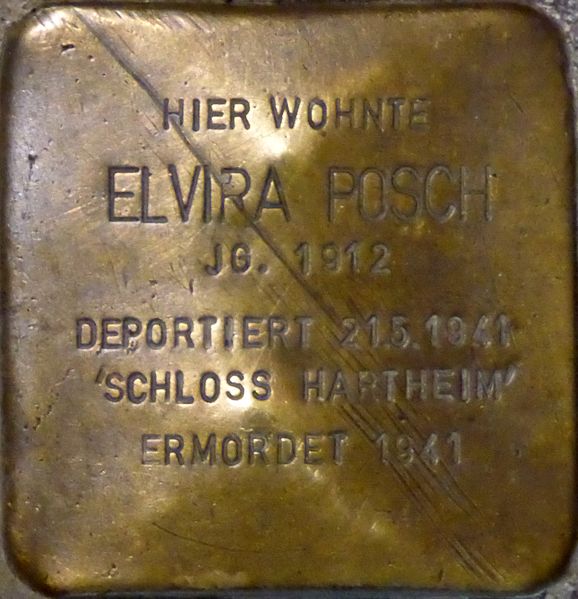 HIER WOHNTE
ELVIRA POSCH
JG. 1912
DEPORTIERT 21.5.1941
'SCHLOSS HARTHEIM'
ERMORDET 1941